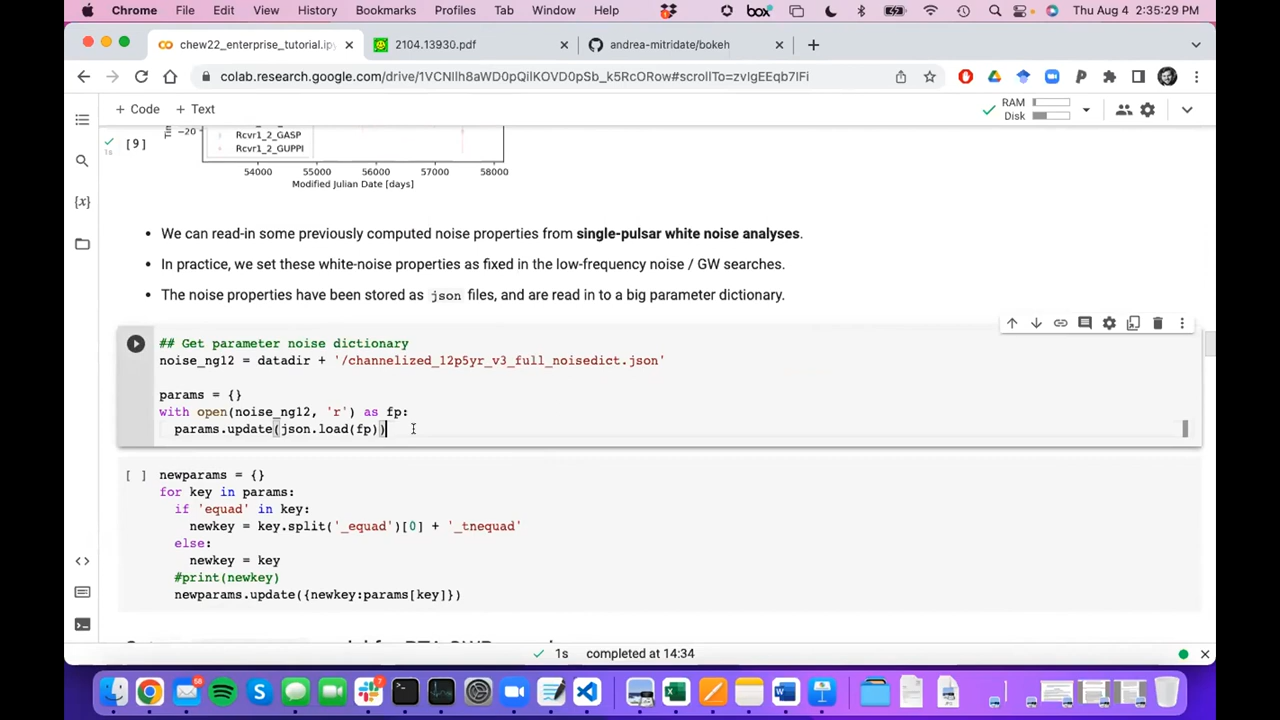 Chrome File Edit View History Bookmarks Profiles Tab Window Help box Thu Aug 4 2:35:29 PM
chew22_enterprise_tutorial.ip × 2104.13930.pdf × andrea-mitridate/bokeh × +
colab.research.google.com/drive/1VCNlIh8aWD0pQilKOVD0pSb_k5RcORow#scrollTo=zvIgEEqb7lFi
+ Code + Text RAM Disk
−20
Rcvr1_2_GASP
[9] Rcvr1_2_GUPPI
1s
54000 55000 56000 57000 58000
Modified Julian Date [days]
• We can read-in some previously computed noise properties from single-pulsar white noise analyses.
• In practice, we set these white-noise properties as fixed in the low-frequency noise / GW searches.
• The noise properties have been stored as json files, and are read in to a big parameter dictionary.
## Get parameter noise dictionary
noise_ng12 = datadir + '/channelized_12p5yr_v3_full_noisedict.json'
params = {}
with open(noise_ng12, 'r') as fp:
params.update(json.load(fp))
[ ] newparams = {}
for key in params:
if 'equad' in key:
newkey = key.split('_equad')[0] + '_tnequad'
else:
newkey = key
#print(newkey)
newparams.update({newkey:params[key]})
1s completed at 14:34